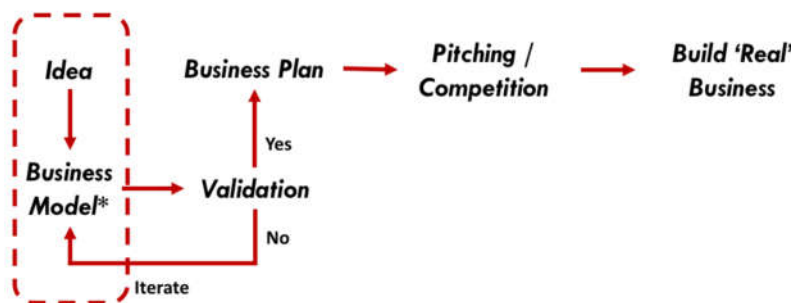 Idea
Business
Model*
Business Plan
Yes
Validation
No
Iterate
Pitching /
Competition
Build ‘Real’
Business